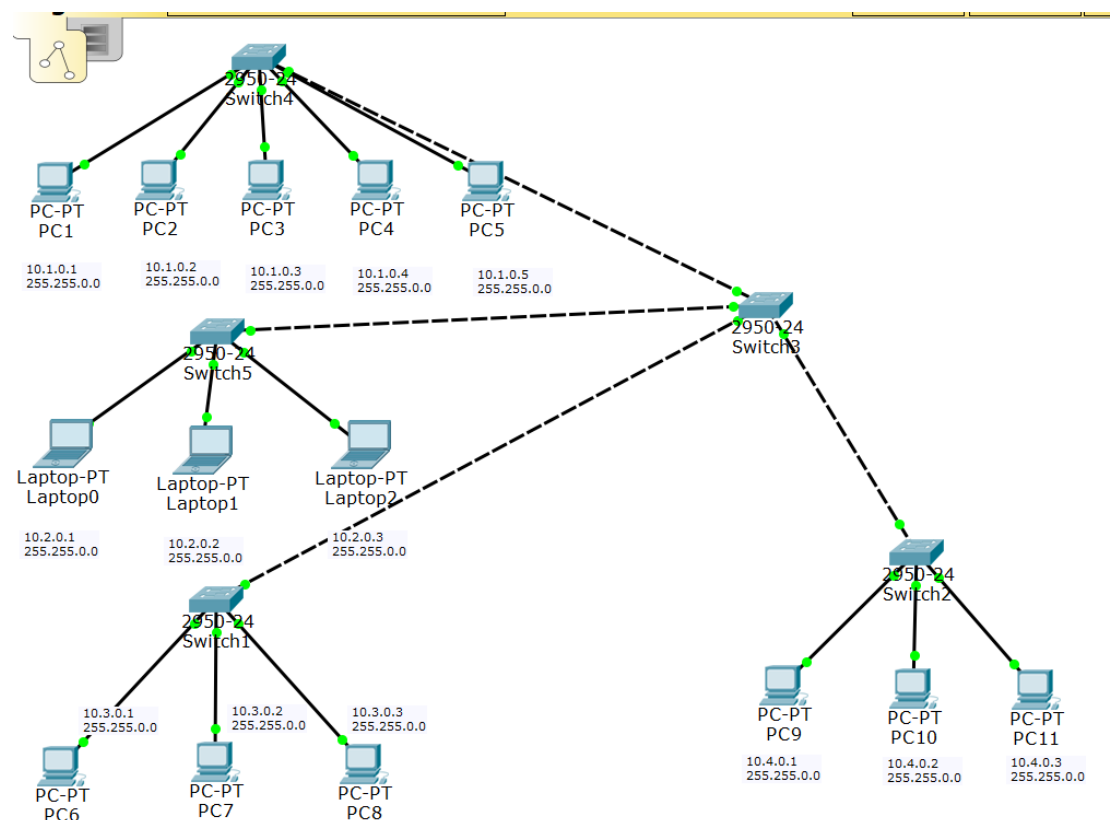 2950-24
Switch4
PC-PT
PC1
PC-PT
PC2
PC-PT
PC3
PC-PT
PC4
PC-PT
PC5
10.1.0.1
255.255.0.0
10.1.0.2
255.255.0.0
10.1.0.3
255.255.0.0
10.1.0.4
255.255.0.0
10.1.0.5
255.255.0.0
2950-24
Switch3
2950-24
Switch5
Laptop-PT
Laptop0
Laptop-PT
Laptop1
Laptop-PT
Laptop2
10.2.0.1
255.255.0.0
10.2.0.2
255.255.0.0
10.2.0.3
255.255.0.0
2950-24
Switch1
10.3.0.1
255.255.0.0
10.3.0.2
255.255.0.0
10.3.0.3
255.255.0.0
PC-PT
PC6
PC-PT
PC7
PC-PT
PC8
2950-24
Switch2
PC-PT
PC9
PC-PT
PC10
PC-PT
PC11
10.4.0.1
255.255.0.0
10.4.0.2
255.255.0.0
10.4.0.3
255.255.0.0